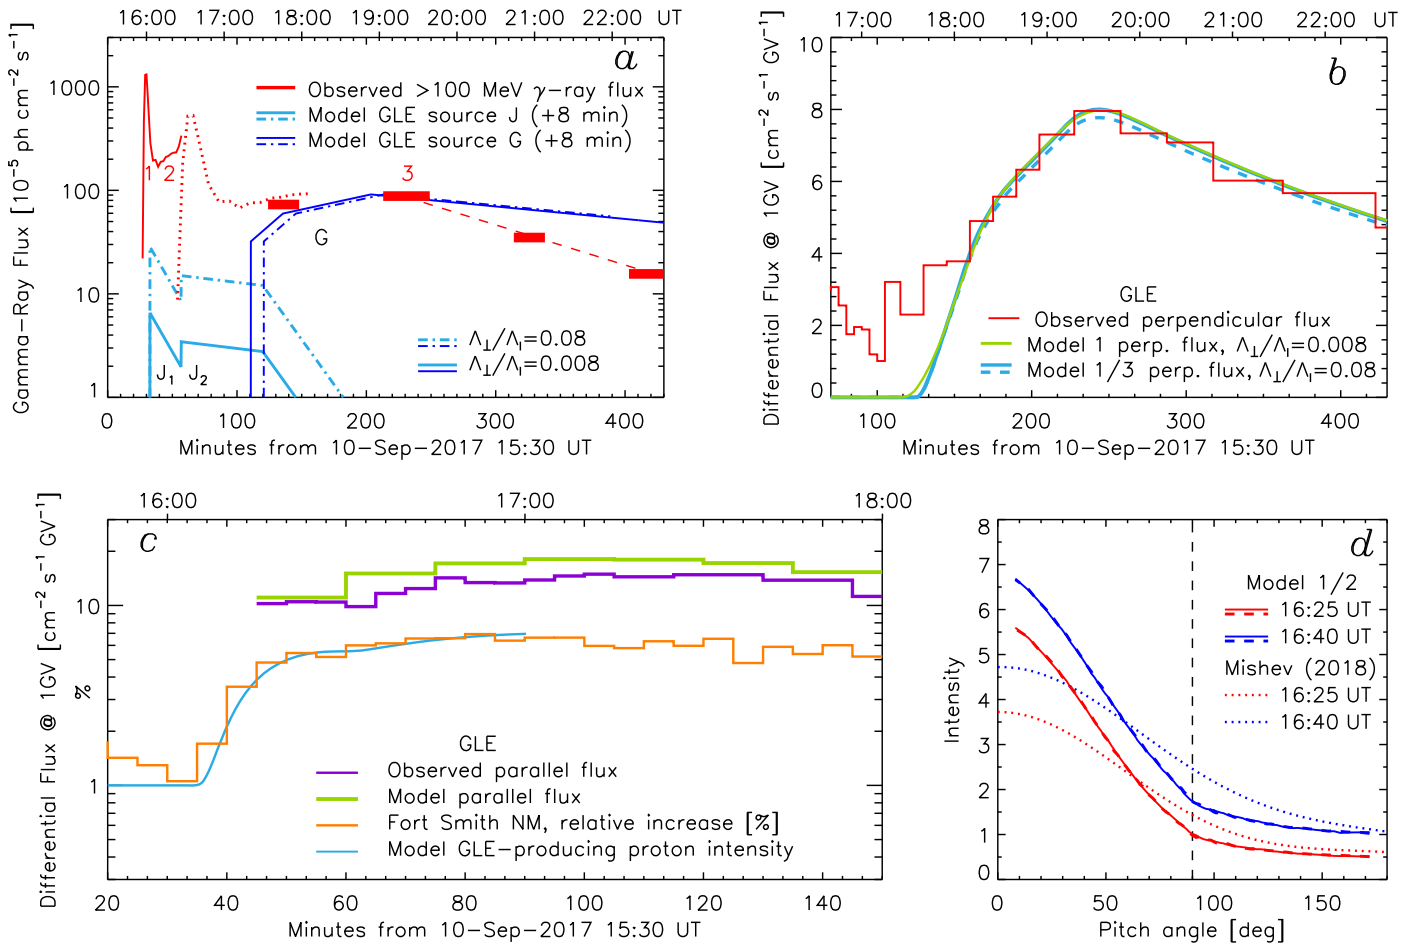 16:00 17:00 18:00 19:00 20:00 21:00 22:00 UT
a
Gamma-Ray Flux [10⁻⁵ ph cm⁻² s⁻¹]
1000
100
10
1
Observed >100 MeV γ-ray flux
Model GLE source J (+8 min)
Model GLE source G (+8 min)
1 2
3
G
J₁ J₂
Λ⊥/Λ∥=0.08
Λ⊥/Λ∥=0.008
0 100 200 300 400
Minutes from 10-Sep-2017 15:30 UT
17:00 18:00 19:00 20:00 21:00 22:00 UT
b
Differential Flux @ 1GV [cm⁻² s⁻¹ GV⁻¹]
10
8
6
4
2
0
GLE
Observed perpendicular flux
Model 1 perp. flux, Λ⊥/Λ∥=0.008
Model 1/3 perp. flux, Λ⊥/Λ∥=0.08
100 200 300 400
Minutes from 10-Sep-2017 15:30 UT
16:00 17:00 18:00
c
Differential Flux @ 1GV [cm⁻² s⁻¹ GV⁻¹]
%
10
1
GLE
Observed parallel flux
Model parallel flux
Fort Smith NM, relative increase [%]
Model GLE-producing proton intensity
20 40 60 80 100 120 140
Minutes from 10-Sep-2017 15:30 UT
d
Intensity
8
7
6
5
4
3
2
1
0
Model 1/2
16:25 UT
16:40 UT
Mishev (2018)
16:25 UT
16:40 UT
0 50 100 150
Pitch angle [deg]